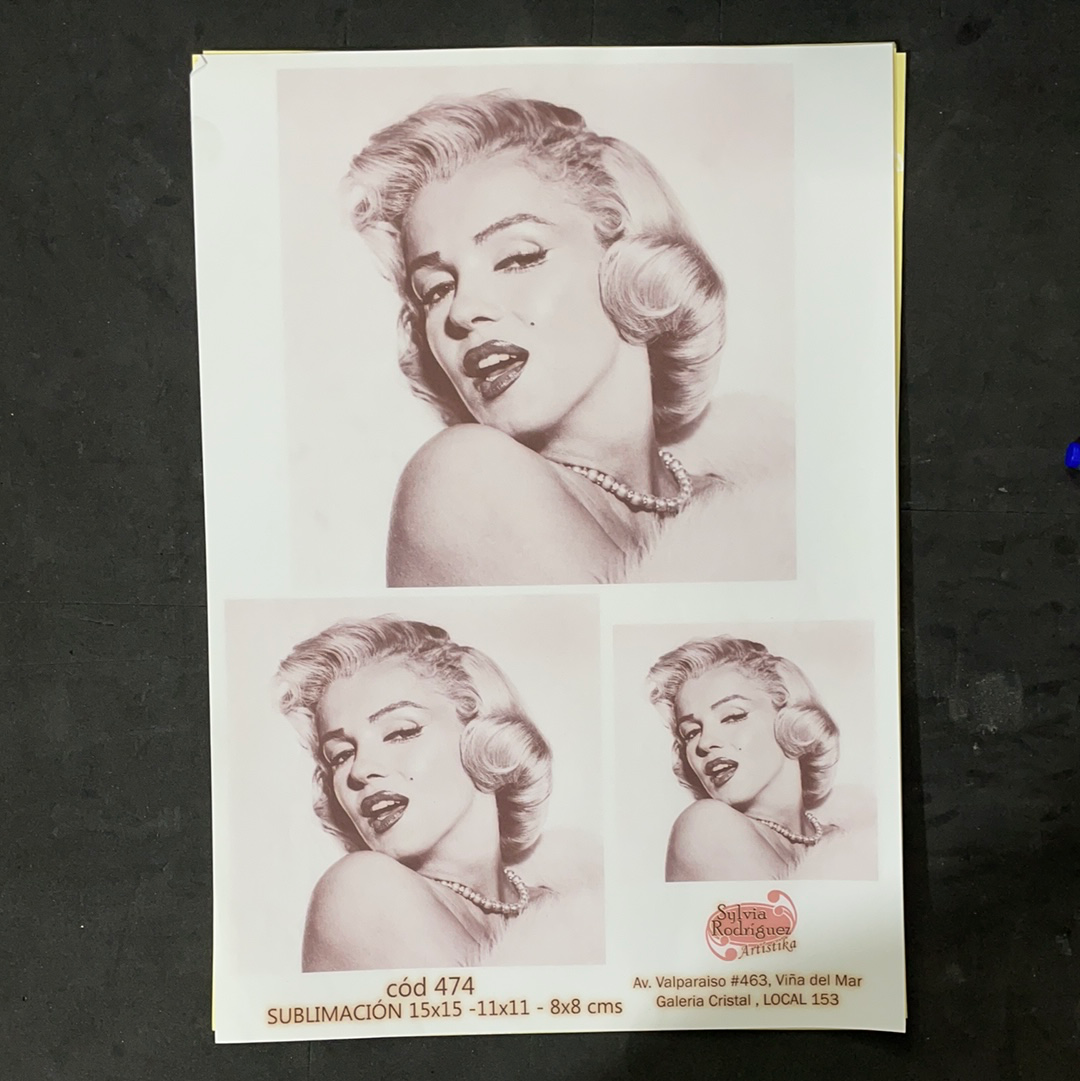 Sylvia
Rodriguez
Artistika
cód 474
SUBLIMACIÓN 15x15 -11x11 - 8x8 cms
Av. Valparaiso #463, Viña del Mar
Galeria Cristal , LOCAL 153